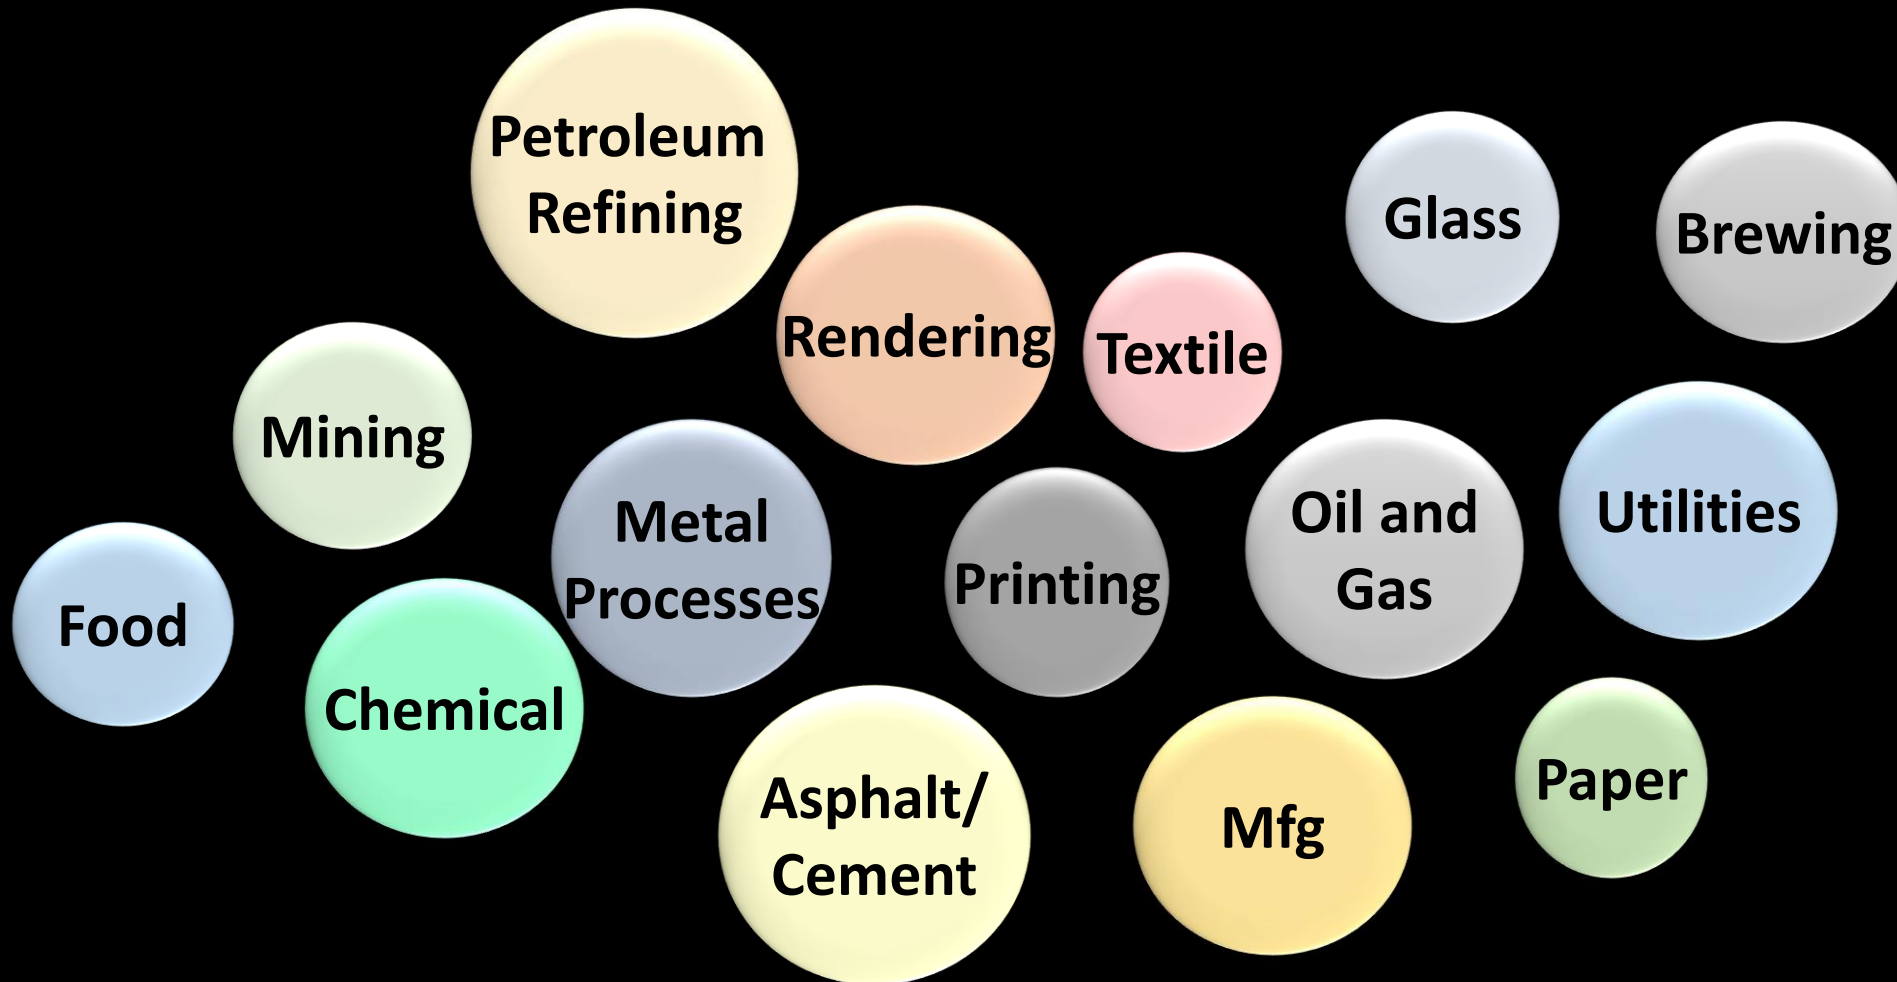 Petroleum
Refining
Glass
Brewing
Rendering
Textile
Mining
Metal
Processes
Oil and
Gas
Utilities
Printing
Food
Chemical
Asphalt/
Cement
Mfg
Paper